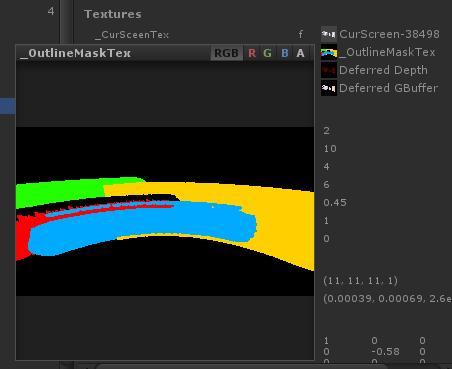 4
Textures
_CurSceenTex f CurScreen-38498
_OutlineMaskTex RGB R G B A _OutlineMaskTex
Deferred Depth
Deferred GBuffer
2
10
4
6
0.45
1
0
(11, 11, 11, 1)
(0.00039, 0.00069, 2.6e
1 0 0
0 -0.58 0